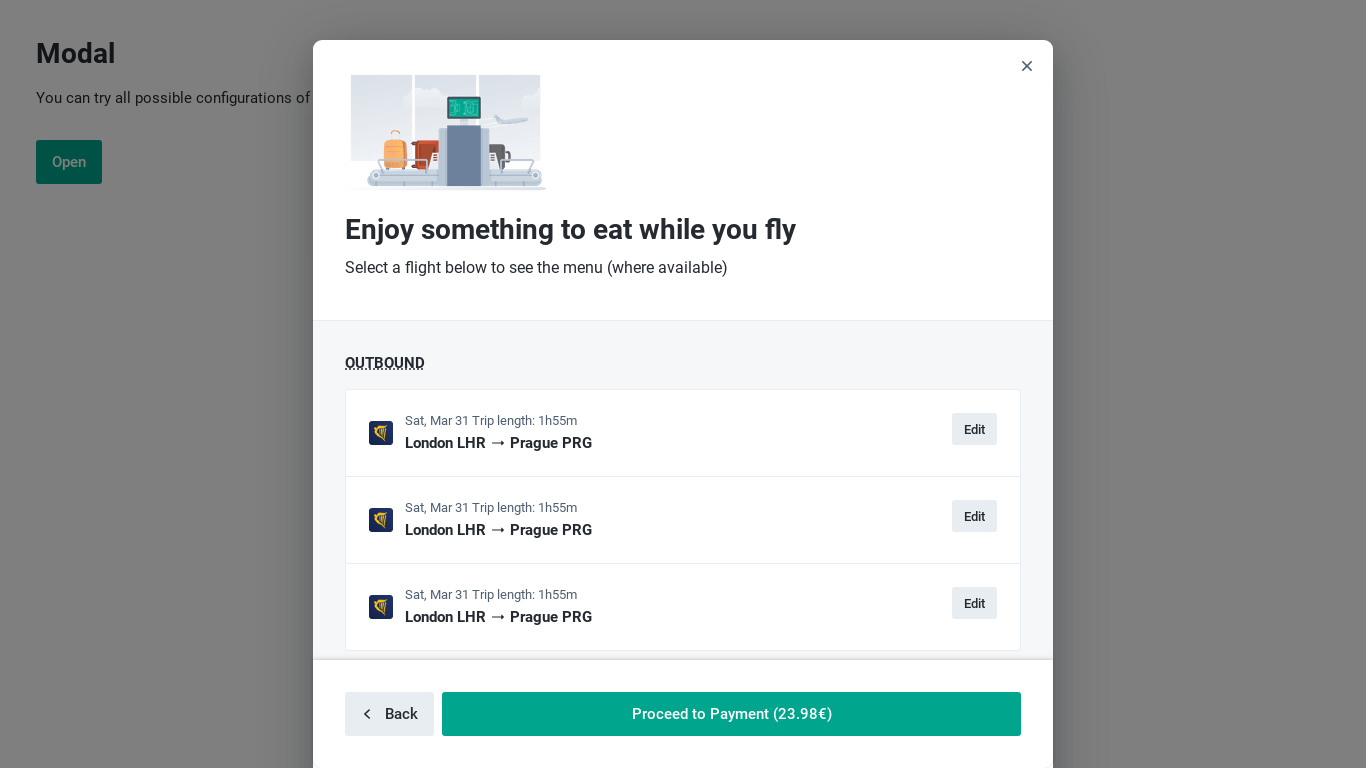 Modal
You can try all possible configurations of
Open
Enjoy something to eat while you fly
Select a flight below to see the menu (where available)
OUTBOUND
Sat, Mar 31 Trip length: 1h55m
London LHR → Prague PRG
Edit
Sat, Mar 31 Trip length: 1h55m
London LHR → Prague PRG
Edit
Sat, Mar 31 Trip length: 1h55m
London LHR → Prague PRG
Edit
Back
Proceed to Payment (23.98€)